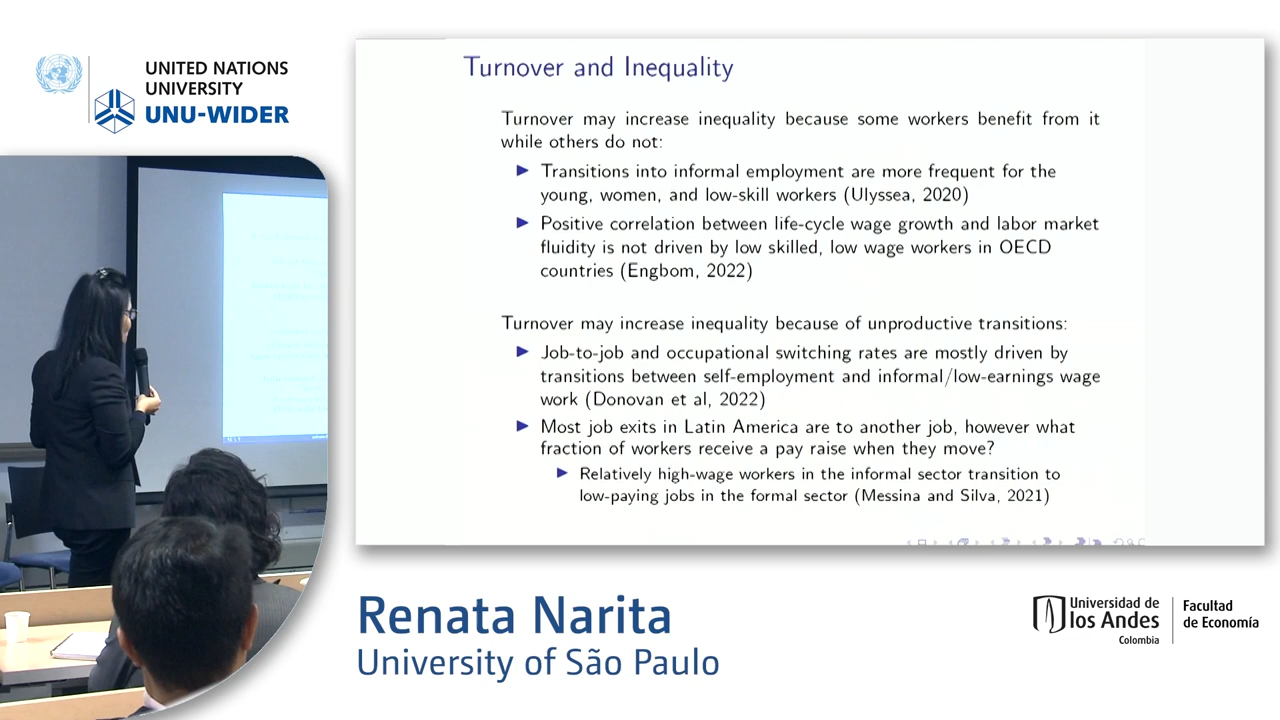 UNITED NATIONS
UNIVERSITY
UNU-WIDER
Turnover and Inequality
Turnover may increase inequality because some workers benefit from it
while others do not:
Transitions into informal employment are more frequent for the
young, women, and low-skill workers (Ulyssea, 2020)
Positive correlation between life-cycle wage growth and labor market
fluidity is not driven by low skilled, low wage workers in OECD
countries (Engbom, 2022)
Turnover may increase inequality because of unproductive transitions:
Job-to-job and occupational switching rates are mostly driven by
transitions between self-employment and informal/low-earnings wage
work (Donovan et al, 2022)
Most job exits in Latin America are to another job, however what
fraction of workers receive a pay raise when they move?
Relatively high-wage workers in the informal sector transition to
low-paying jobs in the formal sector (Messina and Silva, 2021)
Renata Narita
University of São Paulo
Universidad de
los Andes
Colombia
Facultad
de Economía